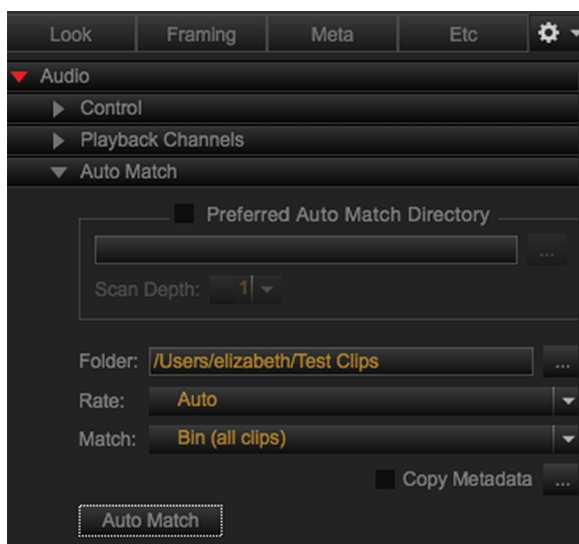 Look Framing Meta Etc
Audio
Control
Playback Channels
Auto Match
Preferred Auto Match Directory
...
Scan Depth: 1
Folder: /Users/elizabeth/Test Clips ...
Rate: Auto
Match: Bin (all clips)
Copy Metadata ...
Auto Match